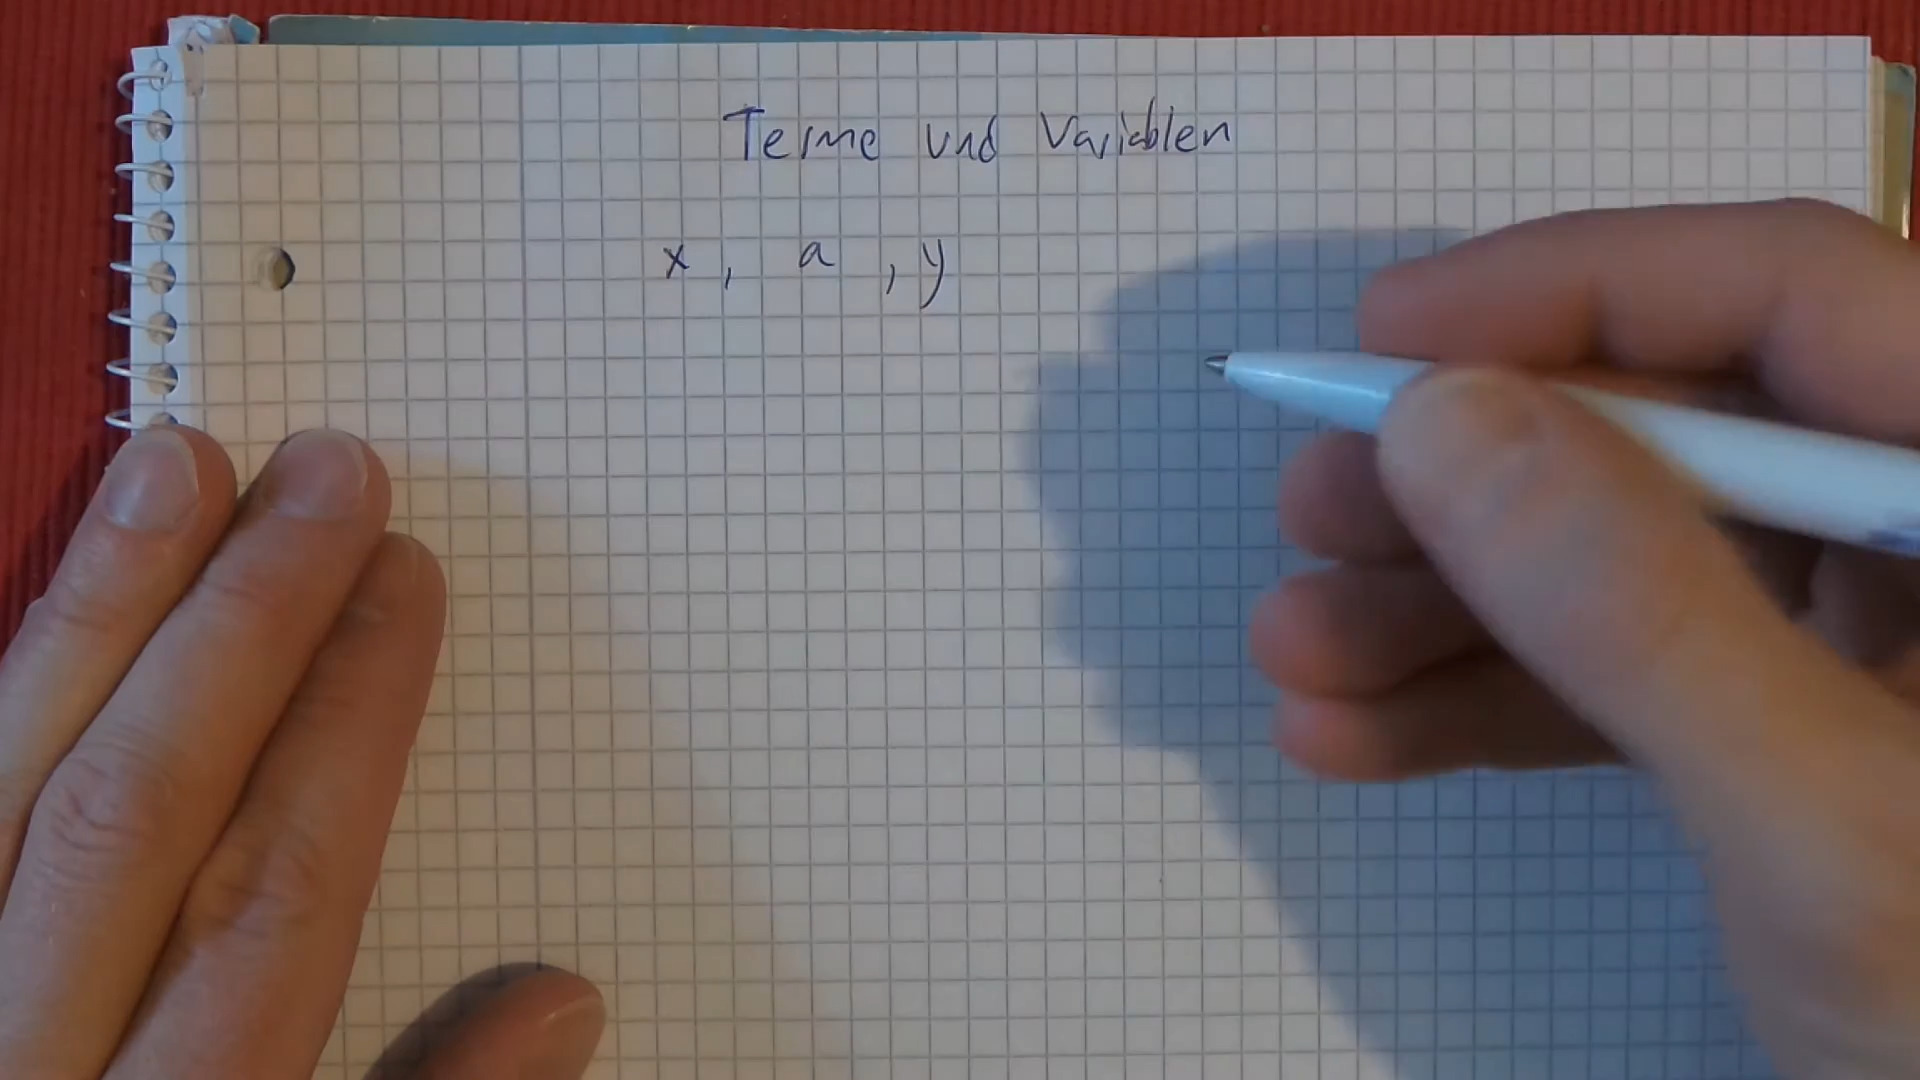 Terme und Variablen
x, a, y